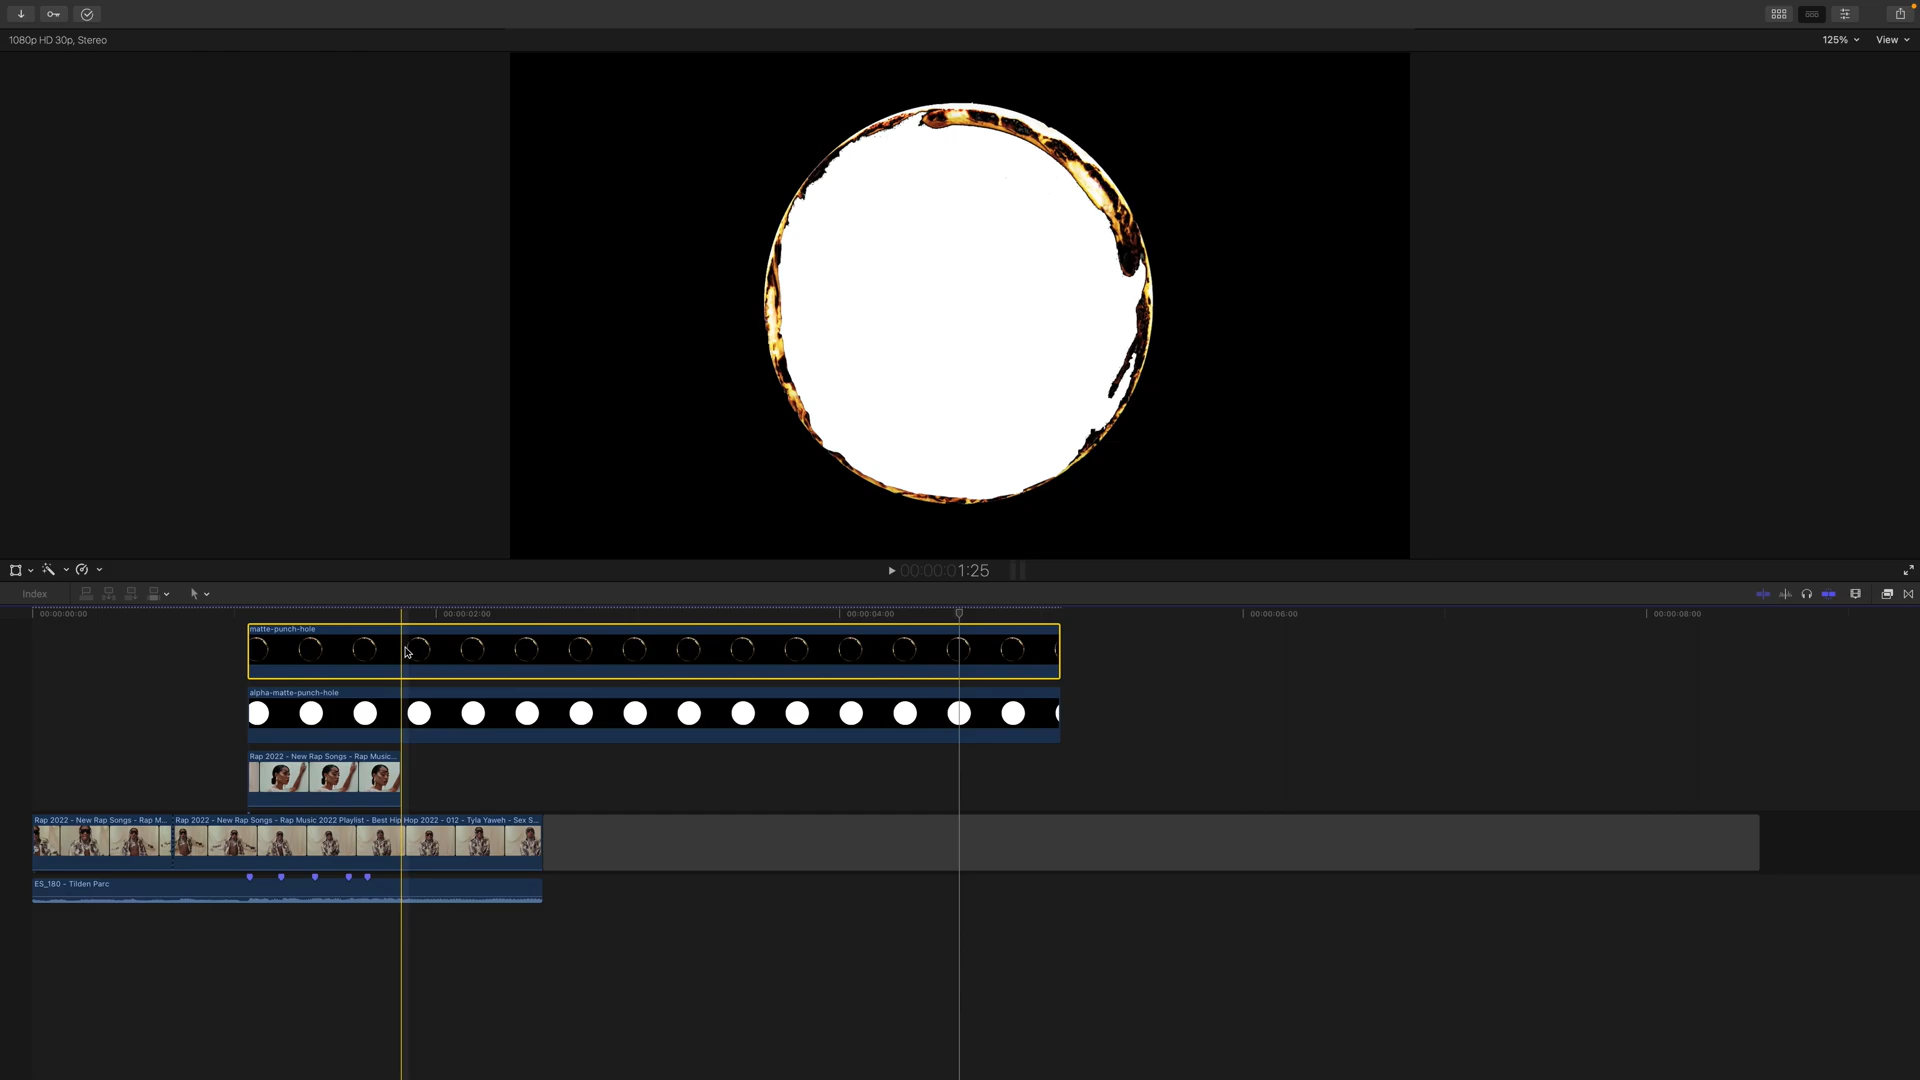 1080p HD 30p, Stereo
125%
View
00:00:01:25
Index
00:00:00:00
00:00:02:00
00:00:04:00
00:00:06:00
00:00:08:00
matte-punch-hole
alpha-matte-punch-hole
Rap 2022 - New Rap Songs - Rap Music...
Rap 2022 - New Rap Songs - Rap M...
Rap 2022 - New Rap Songs - Rap Music 2022 Playlist - Best Hip Hop 2022 - 012 - Tyla Yaweh - Sex S...
ES_180 - Tilden Parc